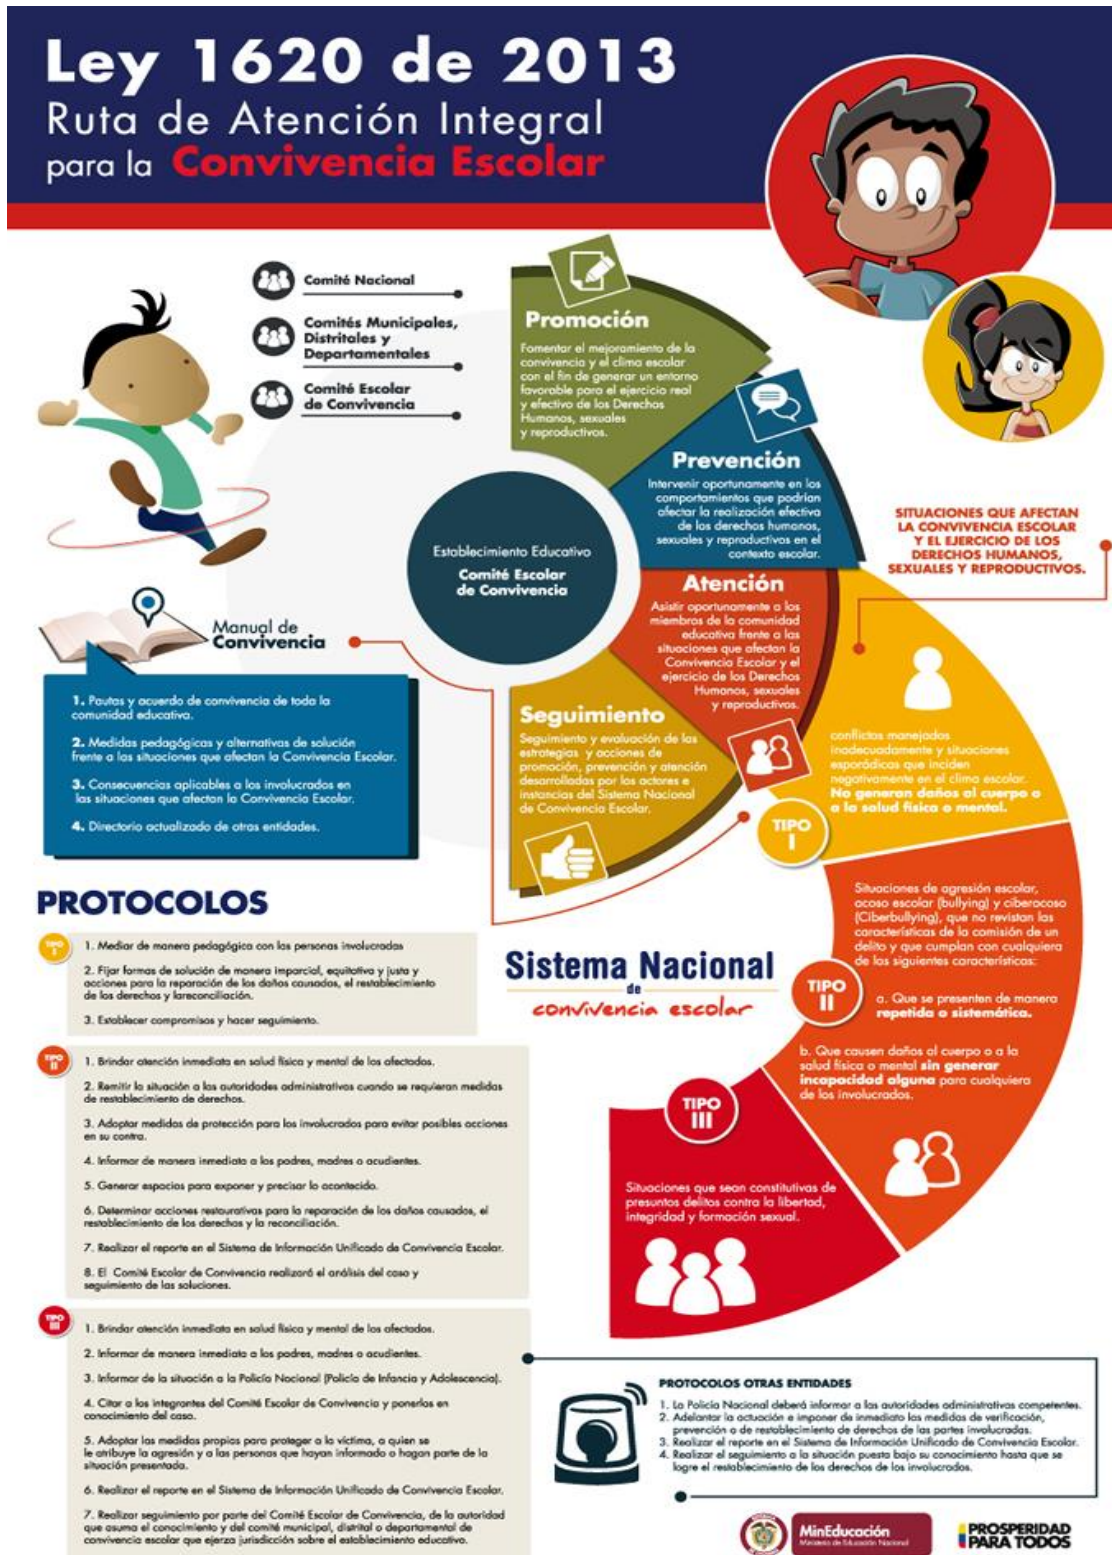 Ley 1620 de 2013
Ruta de Atención Integral
para la Convivencia Escolar
Comité Nacional
Comités Municipales,
Distritales y
Departamentales
Comité Escolar
de Convivencia
Promoción
Fomentar el mejoramiento de la
convivencia y el clima escolar
con el fin de generar un entorno
favorable para el ejercicio real
y efectivo de los Derechos
Humanos, sexuales
y reproductivos.
Prevención
Intervenir oportunamente en los
comportamientos que podrían
afectar la realización efectiva
de los derechos humanos,
sexuales y reproductivos en el
contexto escolar.
Establecimiento Educativo
Comité Escolar
de Convivencia
Atención
Asistir oportunamente a los
miembros de la comunidad
educativa frente a las
situaciones que afectan la
Convivencia Escolar y el
ejercicio de los Derechos
Humanos, sexuales
y reproductivos.
Seguimiento
Seguimiento y evaluación de las
estrategias y acciones de
promoción, prevención y atención
desarrolladas por los actores e
instancias del Sistema Nacional
de Convivencia Escolar.
SITUACIONES QUE AFECTAN
LA CONVIVENCIA ESCOLAR
Y EL EJERCICIO DE LOS
DERECHOS HUMANOS,
SEXUALES Y REPRODUCTIVOS.
Manual de
Convivencia
1. Pautas y acuerdo de convivencia de toda la
comunidad educativa.
2. Medidas pedagógicas y alternativas de solución
frente a las situaciones que afectan la Convivencia Escolar.
3. Consecuencias aplicables a los involucrados en
las situaciones que afectan la Convivencia Escolar.
4. Directorio actualizado de otras entidades.
conflictos manejados
inadecuadamente y situaciones
esporádicas que inciden
negativamente en el clima escolar.
No generan daños al cuerpo o
a la salud física o mental.
TIPO
I
Situaciones de agresión escolar,
acoso escolar (bullying) y ciberacoso
(Ciberbullying), que no revistan las
características de la comisión de un
delito y que cumplan con cualquiera
de las siguientes características:
TIPO
II
a. Que se presenten de manera
repetida o sistemática.
b. Que causen daños al cuerpo o a la
salud física o mental sin generar
incapacidad alguna para cualquiera
de los involucrados.
TIPO
III
Situaciones que sean constitutivas de
presuntos delitos contra la libertad,
integridad y formación sexual.
Sistema Nacional
de
convivencia escolar
PROTOCOLOS
TIPO
I
1. Mediar de manera pedagógica con las personas involucradas
2. Fijar formas de solución de manera imparcial, equitativa y justa y
acciones para la reparación de los daños causados, el restablecimiento
de los derechos y lareconciliación.
3. Establecer compromisos y hacer seguimiento.
TIPO
II
1. Brindar atención inmediata en salud física y mental de los afectados.
2. Remitir la situación a las autoridades administrativas cuando se requieran medidas
de restablecimiento de derechos.
3. Adoptar medidas de protección para los involucrados para evitar posibles acciones
en su contra.
4. Informar de manera inmediata a los padres, madres o acudientes.
5. Generar espacios para exponer y precisar lo acontecido.
6. Determinar acciones restaurativas para la reparación de los daños causados, el
restablecimiento de los derechos y la reconciliación.
7. Realizar el reporte en el Sistema de Información Unificado de Convivencia Escolar.
8. El Comité Escolar de Convivencia realizará el análisis del caso y
seguimiento de las soluciones.
TIPO
III
1. Brindar atención inmediata en salud física y mental de los afectados.
2. Informar de manera inmediata a los padres, madres o acudientes.
3. Informar de la situación a la Policía Nacional (Policía de Infancia y Adolescencia).
4. Citar a los integrantes del Comité Escolar de Convivencia y ponerlos en
conocimiento del caso.
5. Adoptar las medidas propias para proteger a la víctima, a quien se
le atribuye la agresión y a las personas que hayan informado o hagan parte de la
situación presentada.
6. Realizar el reporte en el Sistema de Información Unificado de Convivencia Escolar.
7. Realizar seguimiento por parte del Comité Escolar de Convivencia, de la autoridad
que asuma el conocimiento y del comité municipal, distrital o departamental de
convivencia escolar que ejerza jurisdicción sobre el establecimiento educativo.
PROTOCOLOS OTRAS ENTIDADES
1. La Policía Nacional deberá informar a las autoridades administrativas competentes.
2. Adelantar la actuación e imponer de inmediato las medidas de verificación,
prevención o de restablecimiento de derechos de las partes involucradas.
3. Realizar el reporte en el Sistema de Información Unificado de Convivencia Escolar.
4. Realizar el seguimiento a la situación puesta bajo su conocimiento hasta que se
logre el restablecimiento de los derechos de los involucrados.
MinEducación
Ministerio de Educación Nacional
PROSPERIDAD
PARA TODOS